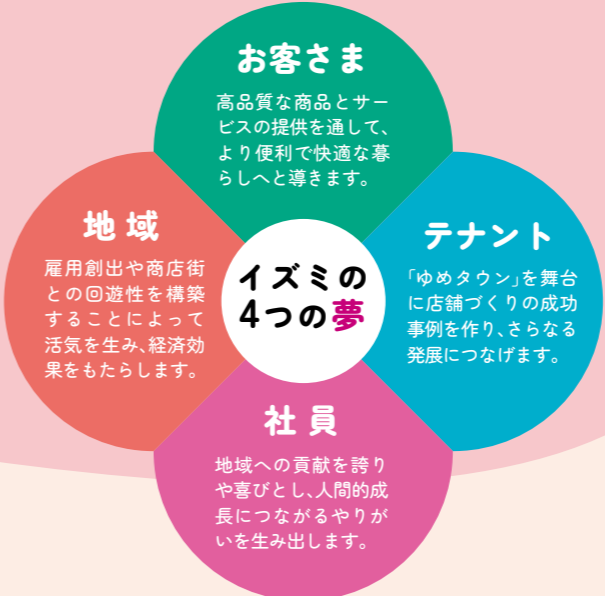 お客さま
高品質な商品とサー
ビスの提供を通して、
より便利で快適な暮
らしへと導きます。
地域
雇用創出や商店街
との回遊性を構築
することによって
活気を生み、経済効
果をもたらします。
イズミの
4つの夢
テナント
「ゆめタウン」を舞台
に店舗づくりの成功
事例を作り、さらなる
発展につなげます。
社員
地域への貢献を誇り
や喜びとし、人間的成
長につながるやりが
いを生み出します。